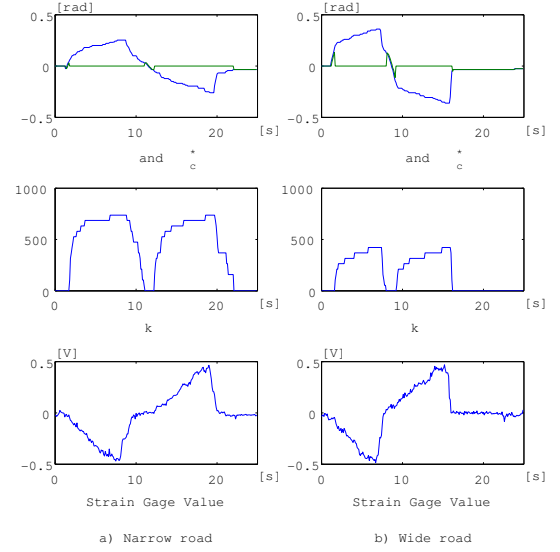 [rad] [rad]
0.5 0.5
0 0
-0.5 -0.5
0 10 20 [s] 0 10 20 [s]
and * c and * c
1000 1000
500 500
0 0
0 10 20 [s] 0 10 20 [s]
k k
[V] [V]
0.5 0.5
0 0
-0.5 -0.5
0 10 20 [s] 0 10 20 [s]
Strain Gage Value Strain Gage Value
a) Narrow road b) Wide road